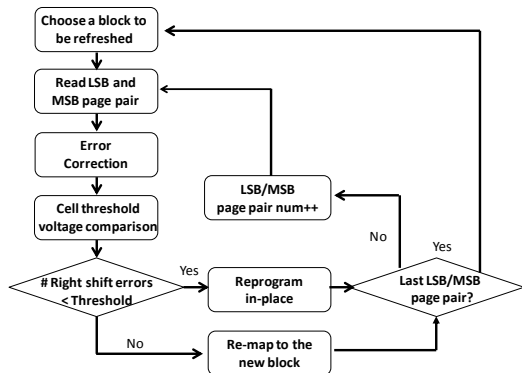 Choose a block to
be refreshed
Read LSB and
MSB page pair
Error
Correction
LSB/MSB
page pair num++
Cell threshold
voltage comparison
No
Yes
# Right shift errors
< Threshold
Yes
Reprogram
in-place
Last LSB/MSB
page pair?
No
Re-map to the
new block